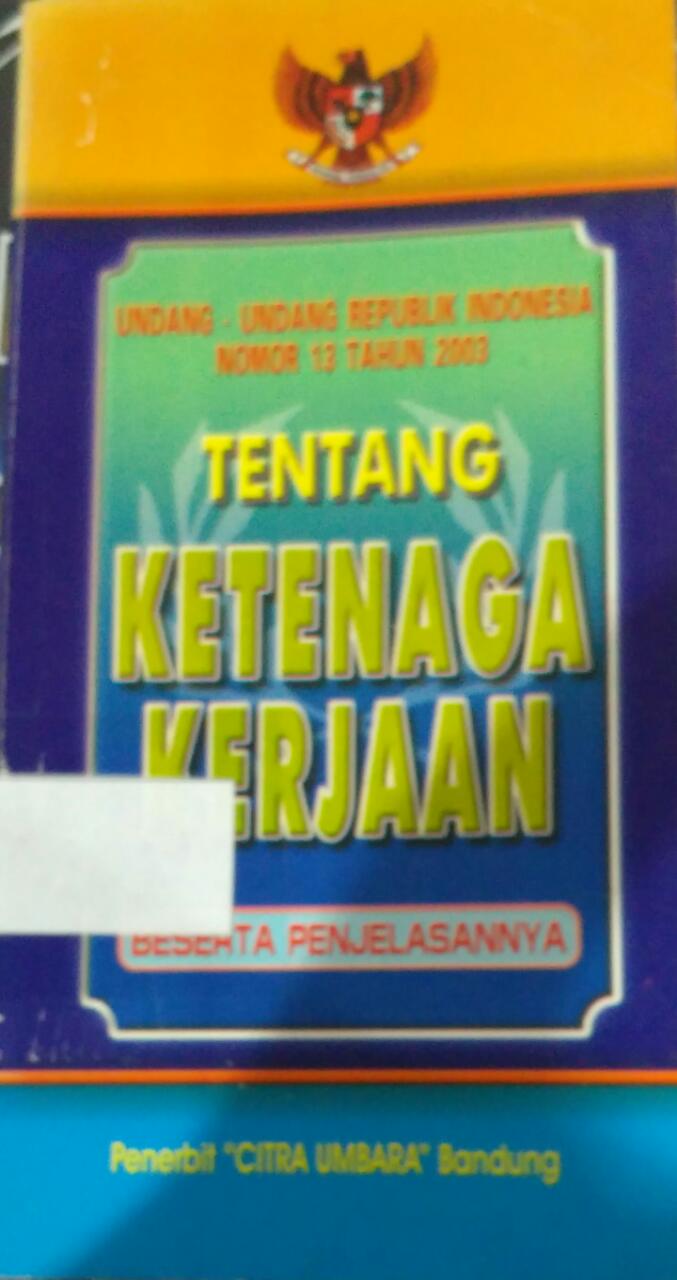 UNDANG - UNDANG REPUBLIK INDONESIA
NOMOR 13 TAHUN 2003
TENTANG
KETENAGA
KERJAAN
BESERTA PENJELASANNYA
Penerbit "CITRA UMBARA" Bandung